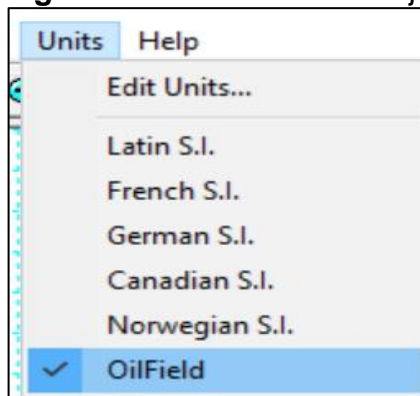 Units Help
Edit Units...
Latin S.I.
French S.I.
German S.I.
Canadian S.I.
Norwegian S.I.
OilField